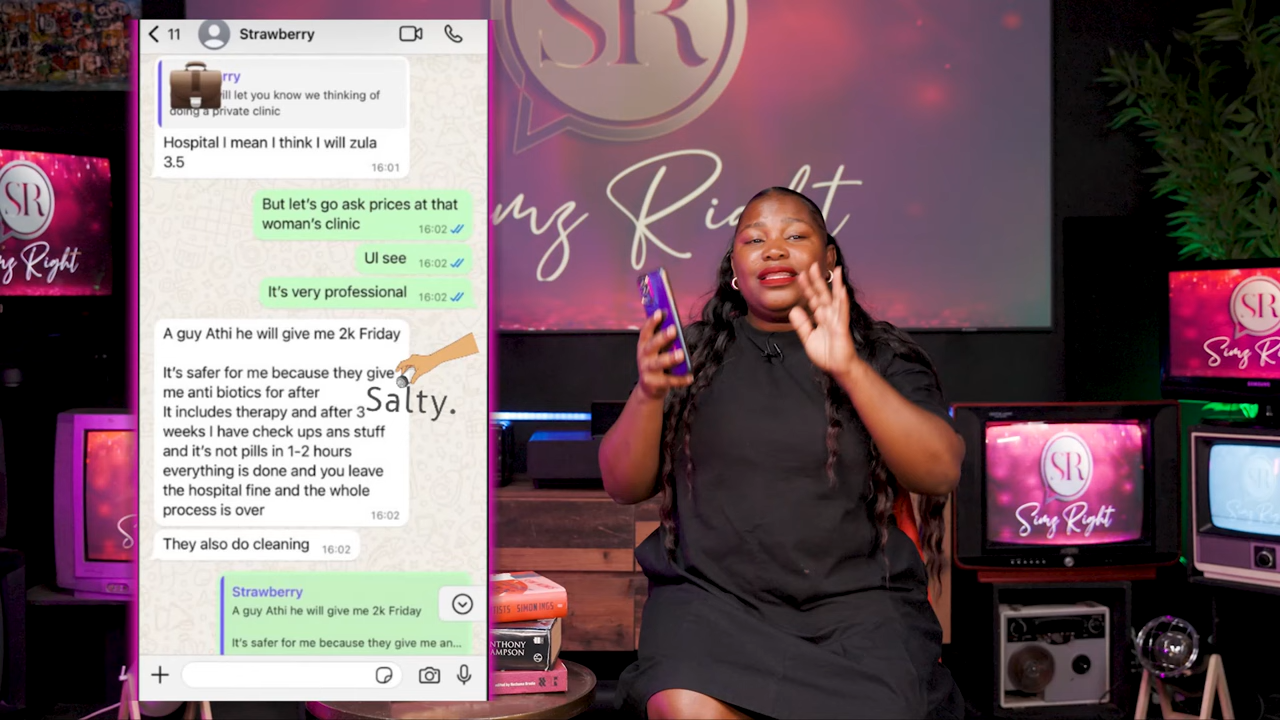 11 Strawberry
rry
ill let you know we thinking of
doing a private clinic
Hospital I mean I think I will zula
3.5
16:01
But let's go ask prices at that
woman's clinic
16:02
Ul see 16:02
It's very professional 16:02
A guy Athi he will give me 2k Friday
It's safer for me because they give
me anti biotics for after
It includes therapy and after 3
weeks I have check ups ans stuff
and it's not pills in 1-2 hours
everything is done and you leave
the hospital fine and the whole
process is over
16:02
Salty.
They also do cleaning 16:02
Strawberry
A guy Athi he will give me 2k Friday
It's safer for me because they give me an...
SR
mz Right
SR
mz Right
S
SR
Simz Right
SR
Simz
SAMSUNG